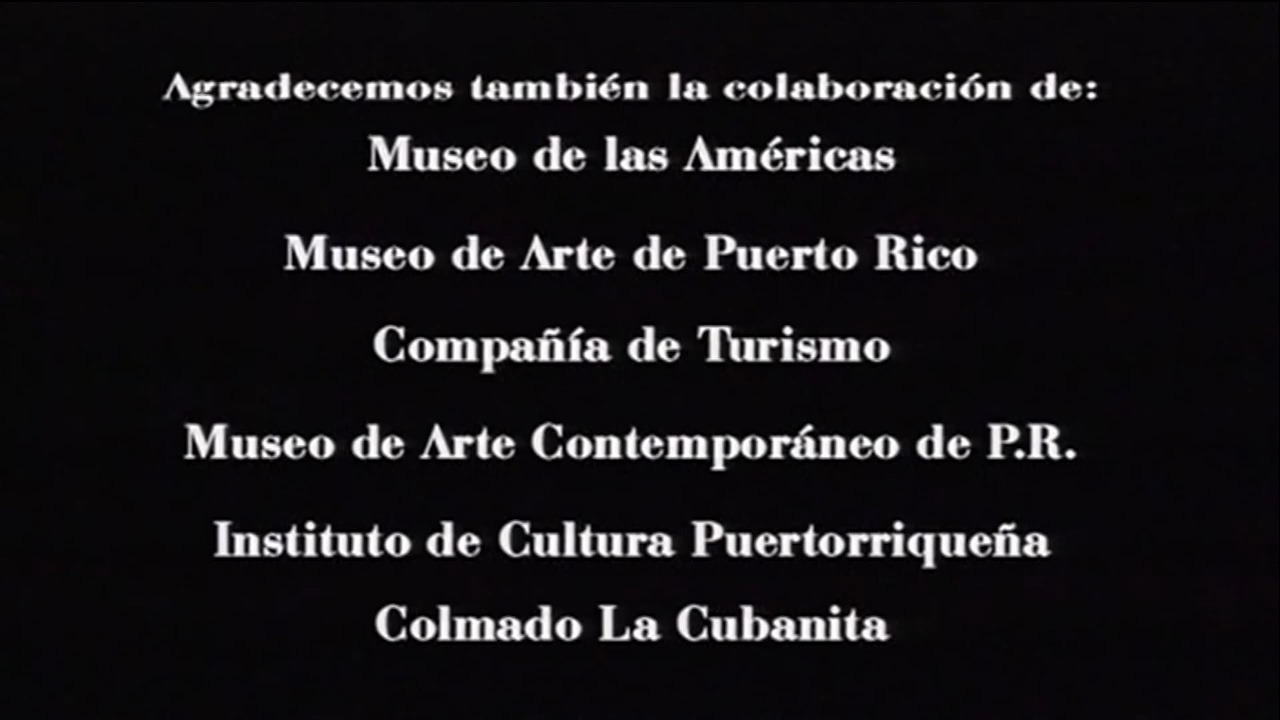 Agradecemos también la colaboración de:
Museo de las Américas
Museo de Arte de Puerto Rico
Compañía de Turismo
Museo de Arte Contemporáneo de P.R.
Instituto de Cultura Puertorriqueña
Colmado La Cubanita